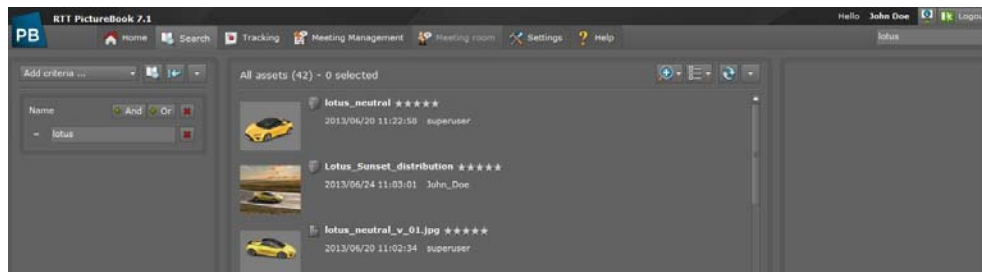 RTT PictureBook 7.1
Hello John Doe Logou
PB Home Search Tracking Meeting Management Meeting room Settings Help lotus
Add criteria ...
All assets (42) - 0 selected
Name And Or
= lotus
lotus_neutral
2013/06/20 11:22:58 superuser
Lotus_Sunset_distribution
2013/06/24 11:03:01 John_Doe
lotus_neutral_v_01.jpg
2013/06/20 11:02:34 superuser